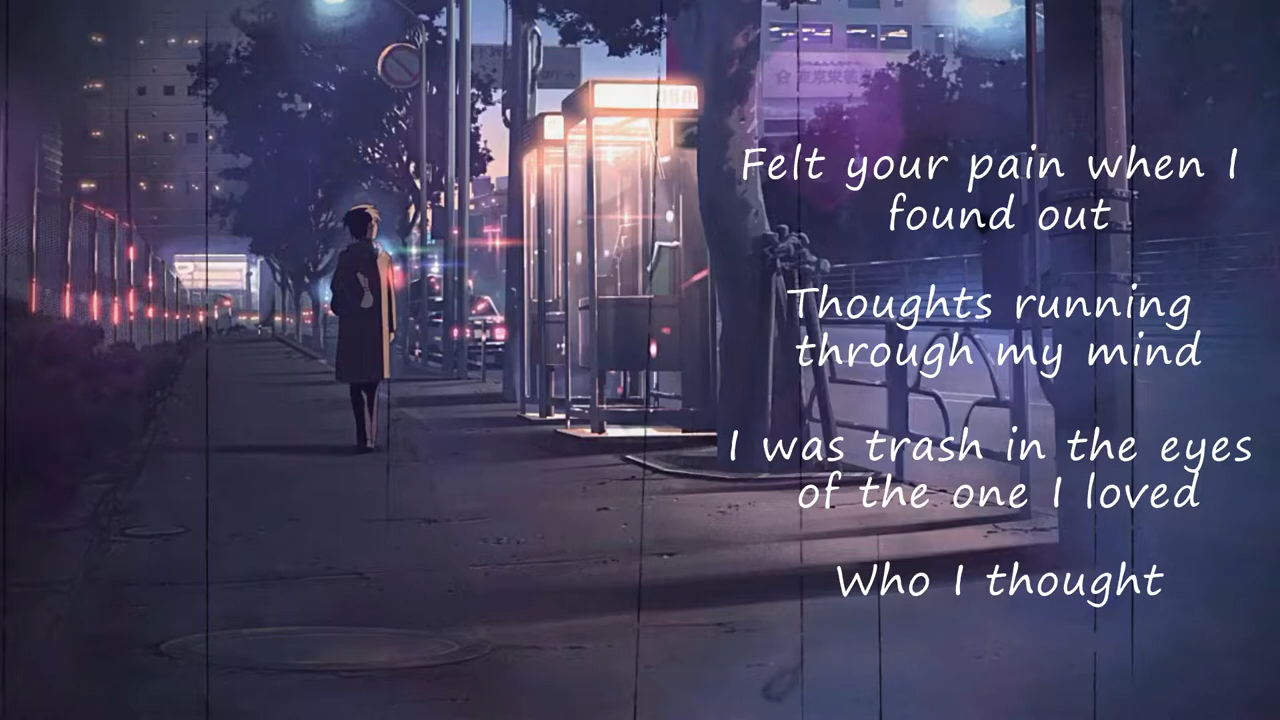 Felt your pain when I
found out
Thoughts running
through my mind
I was trash in the eyes
of the one I loved
Who I thought